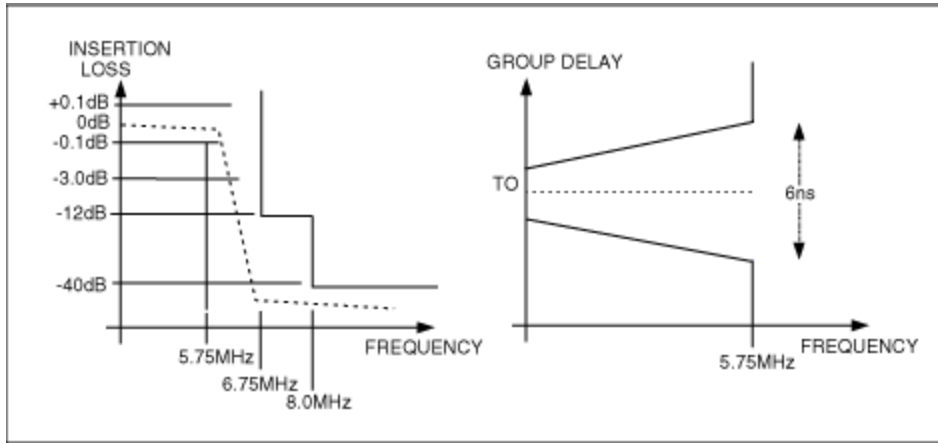 INSERTION
LOSS
+0.1dB
0dB
-0.1dB
-3.0dB
-12dB
-40dB
FREQUENCY
5.75MHz
6.75MHz
8.0MHz
GROUP DELAY
TO
6ns
FREQUENCY
5.75MHz